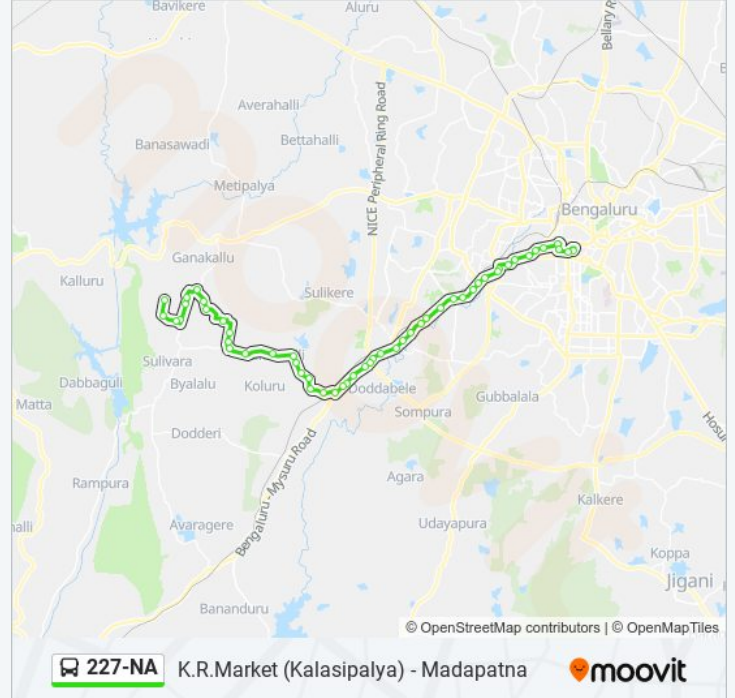 Bavikere
Aluru
Bellary R
Averahalli
Banasawadi
Bettahalli
NICE Peripheral Ring Road
Metipalya
Bengaluru
Ganakallu
Kalluru
Sulikere
Sulivara
Dabbaguli
Byalalu
Koluru
Doddabele
Gubbalala
Matta
Sompura
Hosu
Dodderi
Bengaluru - Mysuru Road
Agara
Rampura
Kalkere
alli
Avaragere
Udayapura
Koppa
Jigani
Bananduru
© OpenStreetMap contributors | © OpenMapTiles
227-NA K.R.Market (Kalasipalya) - Madapatna moovit